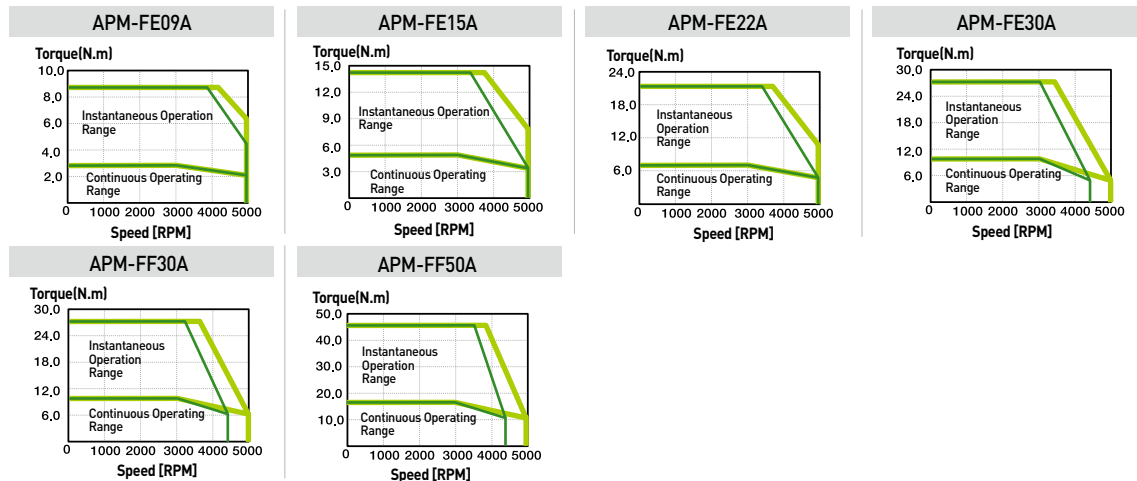 APM-FE09A
Torque(N.m)
10.0
8.0
6.0
4.0
2.0
Instantaneous Operation
Range
Continuous Operating
Range
0 1000 2000 3000 4000 5000
Speed [RPM]
APM-FE15A
Torque(N.m)
15.0
12.0
9.0
6.0
3.0
Instantaneous Operation
Range
Continuous Operating
Range
0 1000 2000 3000 4000 5000
Speed [RPM]
APM-FE22A
Torque(N.m)
24.0
18.0
12.0
6.0
Instantaneous
Operation
Range
Continuous Operating
Range
0 1000 2000 3000 4000 5000
Speed [RPM]
APM-FE30A
Torque(N.m)
30.0
24.0
18.0
12.0
6.0
Instantaneous
Operation
Range
Continuous Operating
Range
0 1000 2000 3000 4000 5000
Speed [RPM]
APM-FF30A
Torque(N.m)
30.0
24.0
18.0
12.0
6.0
Instantaneous
Operation
Range
Continuous Operating
Range
0 1000 2000 3000 4000 5000
Speed [RPM]
APM-FF50A
Torque(N.m)
50.0
40.0
30.0
20.0
10.0
Instantaneous
Operation
Range
Continuous Operating
Range
0 1000 2000 3000 4000 5000
Speed [RPM]